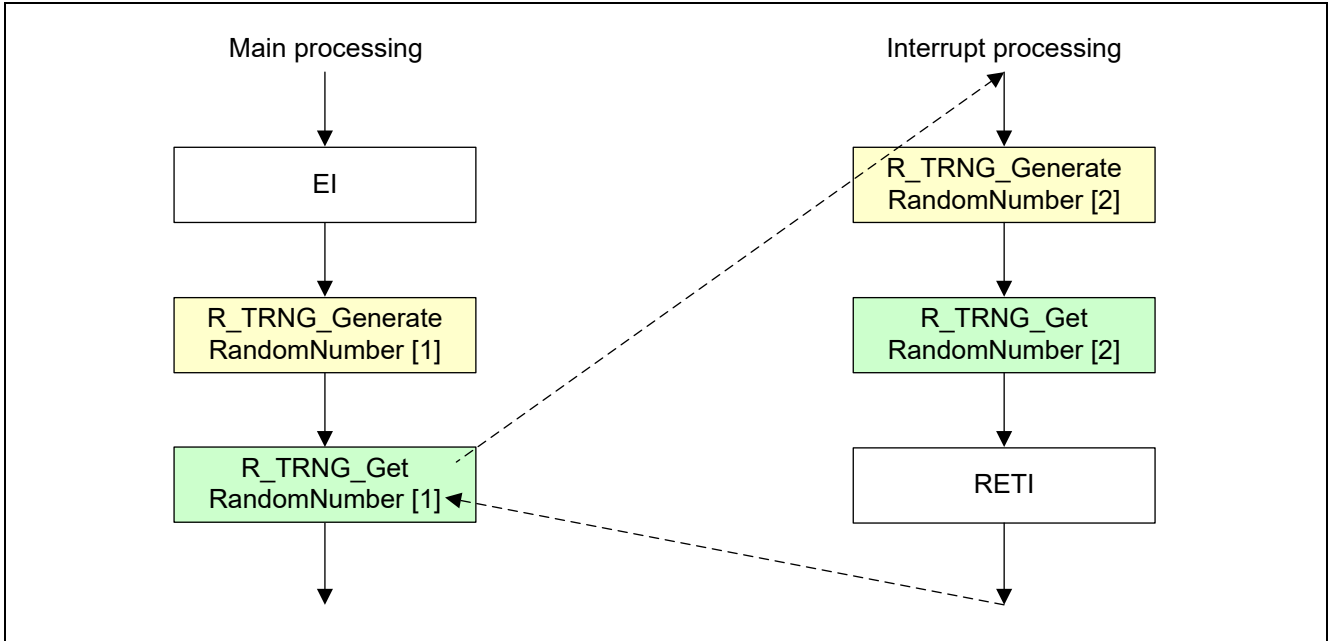 Main processing
EI
R_TRNG_Generate
RandomNumber [1]
R_TRNG_Get
RandomNumber [1]
Interrupt processing
R_TRNG_Generate
RandomNumber [2]
R_TRNG_Get
RandomNumber [2]
RETI